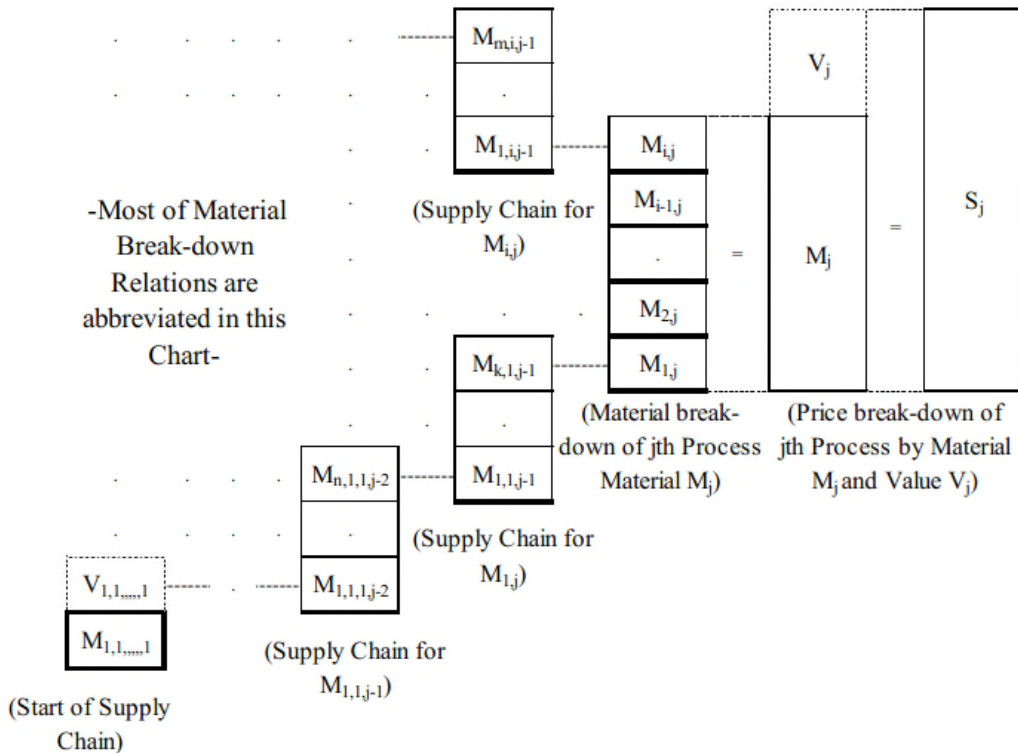 M_{m,i,j-1}
V_j
.
M_{1,i,j-1}
M_{i,j}
-Most of Material
Break-down
Relations are
abbreviated in this
Chart-
(Supply Chain for
M_{i,j})
M_{i-1,j}
.
=
M_j
=
S_j
M_{2,j}
M_{k,1,j-1}
M_{1,j}
.
(Material break-
down of jth Process
Material M_j)
(Price break-down of
jth Process by Material
M_j and Value V_j)
M_{n,1,1,j-2}
M_{1,1,j-1}
.
(Supply Chain for
M_{1,j})
V_{1,1,,,,,1}
.
M_{1,1,1,j-2}
M_{1,1,,,,,1}
(Supply Chain for
M_{1,1,j-1})
(Start of Supply
Chain)